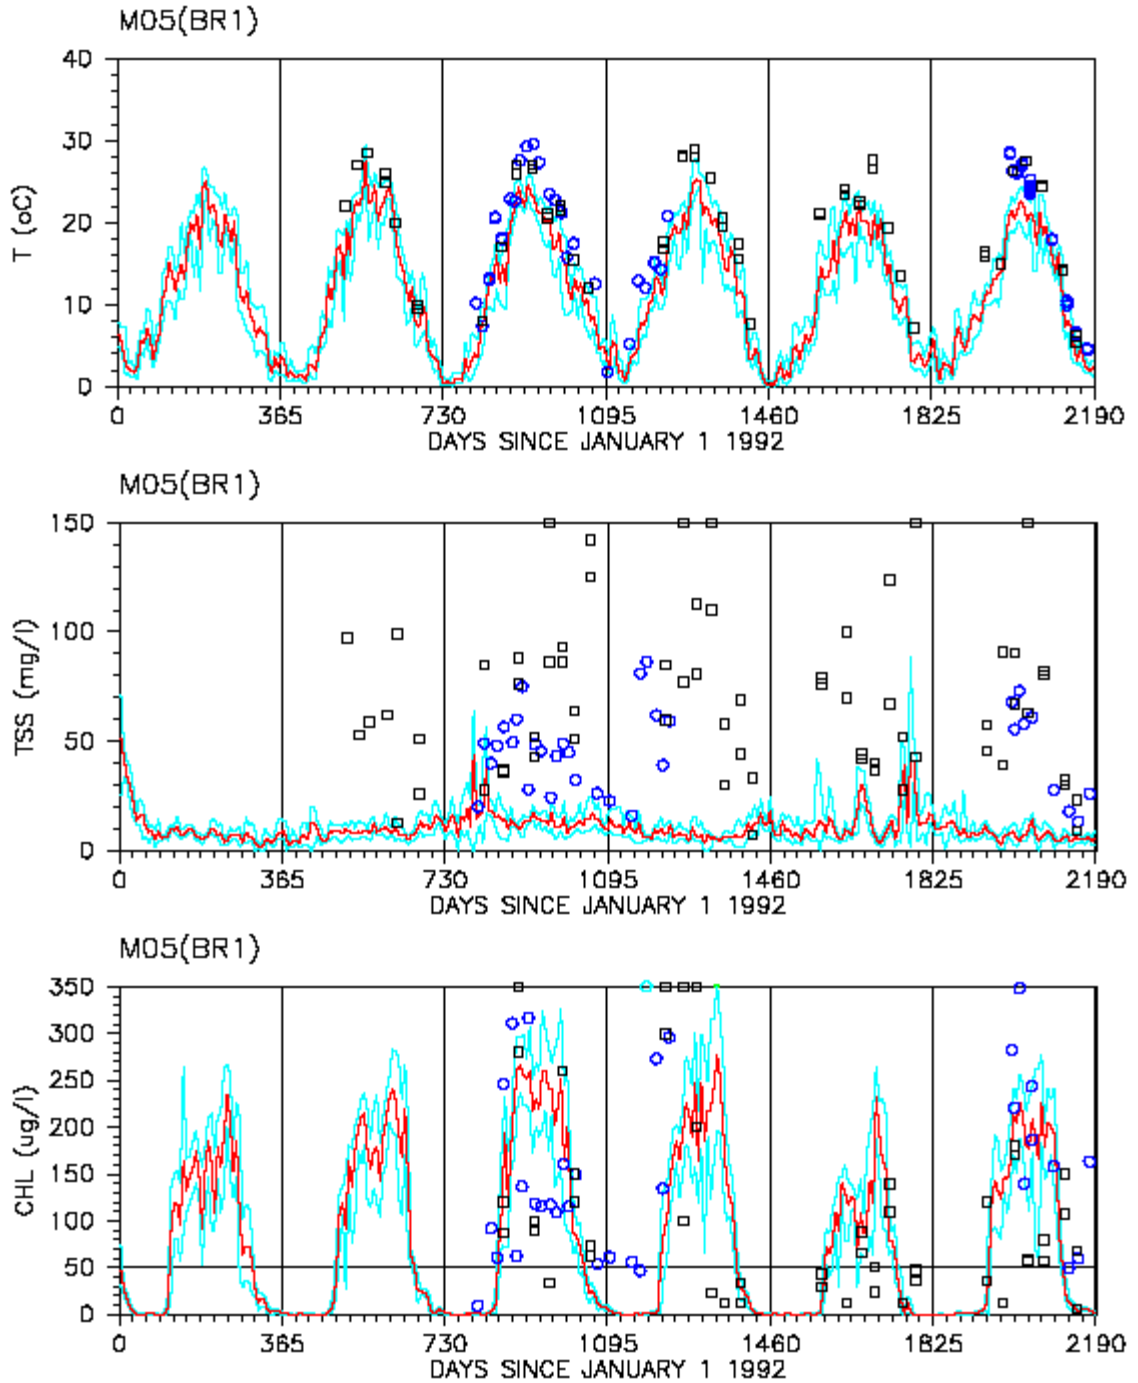 M05(BR1)
40
30
20
10
0
T (oC)
0 365 730 1095 1460 1825 2190
DAYS SINCE JANUARY 1 1992
M05(BR1)
150
100
50
0
TSS (mg/l)
0 365 730 1095 1460 1825 2190
DAYS SINCE JANUARY 1 1992
M05(BR1)
350
300
250
200
150
100
50
0
CHL (ug/l)
0 365 730 1095 1460 1825 2190
DAYS SINCE JANUARY 1 1992